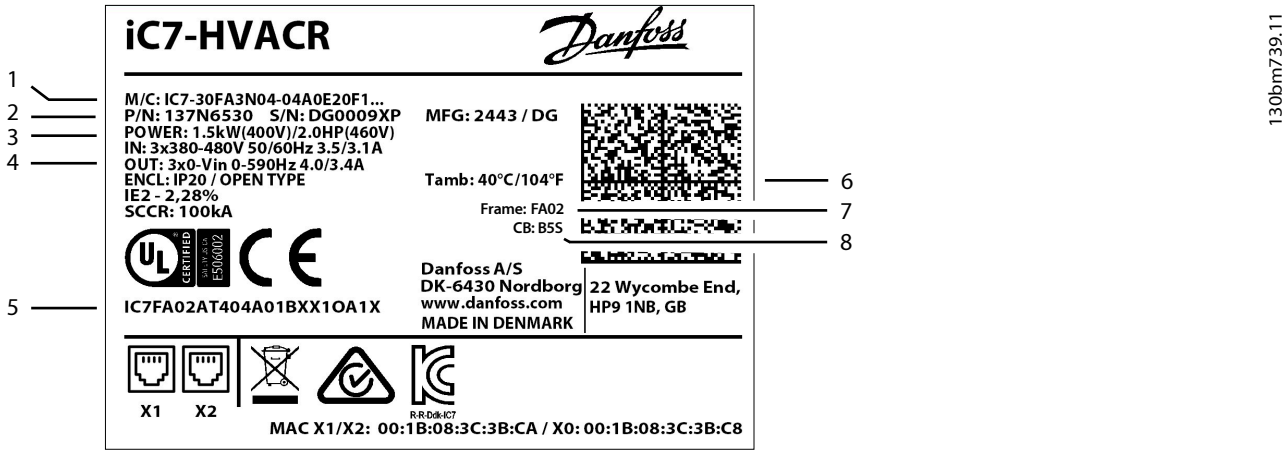 iC7-HVACR
Danfoss
130bm739.11
1
M/C: IC7-30FA3N04-04A0E20F1...
2
P/N: 137N6530 S/N: DG0009XP MFG: 2443 / DG
3
POWER: 1.5kW(400V)/2.0HP(460V)
IN: 3x380-480V 50/60Hz 3.5/3.1A
4
OUT: 3x0-Vin 0-590Hz 4.0/3.4A
ENCL: IP20 / OPEN TYPE Tamb: 40°C/104°F
6
IE2 - 2,28%
SCCR: 100kA Frame: FA02
7
CB: B5S
8
UL ® CERTIFIED E506002 CE
Danfoss A/S
DK-6430 Nordborg
www.danfoss.com
MADE IN DENMARK
22 Wycombe End,
HP9 1NB, GB
5
IC7FA02AT404A01BXX1OA1X
X1 X2
R-R-Ddk-IC7
MAC X1/X2: 00:1B:08:3C:3B:CA / X0: 00:1B:08:3C:3B:C8